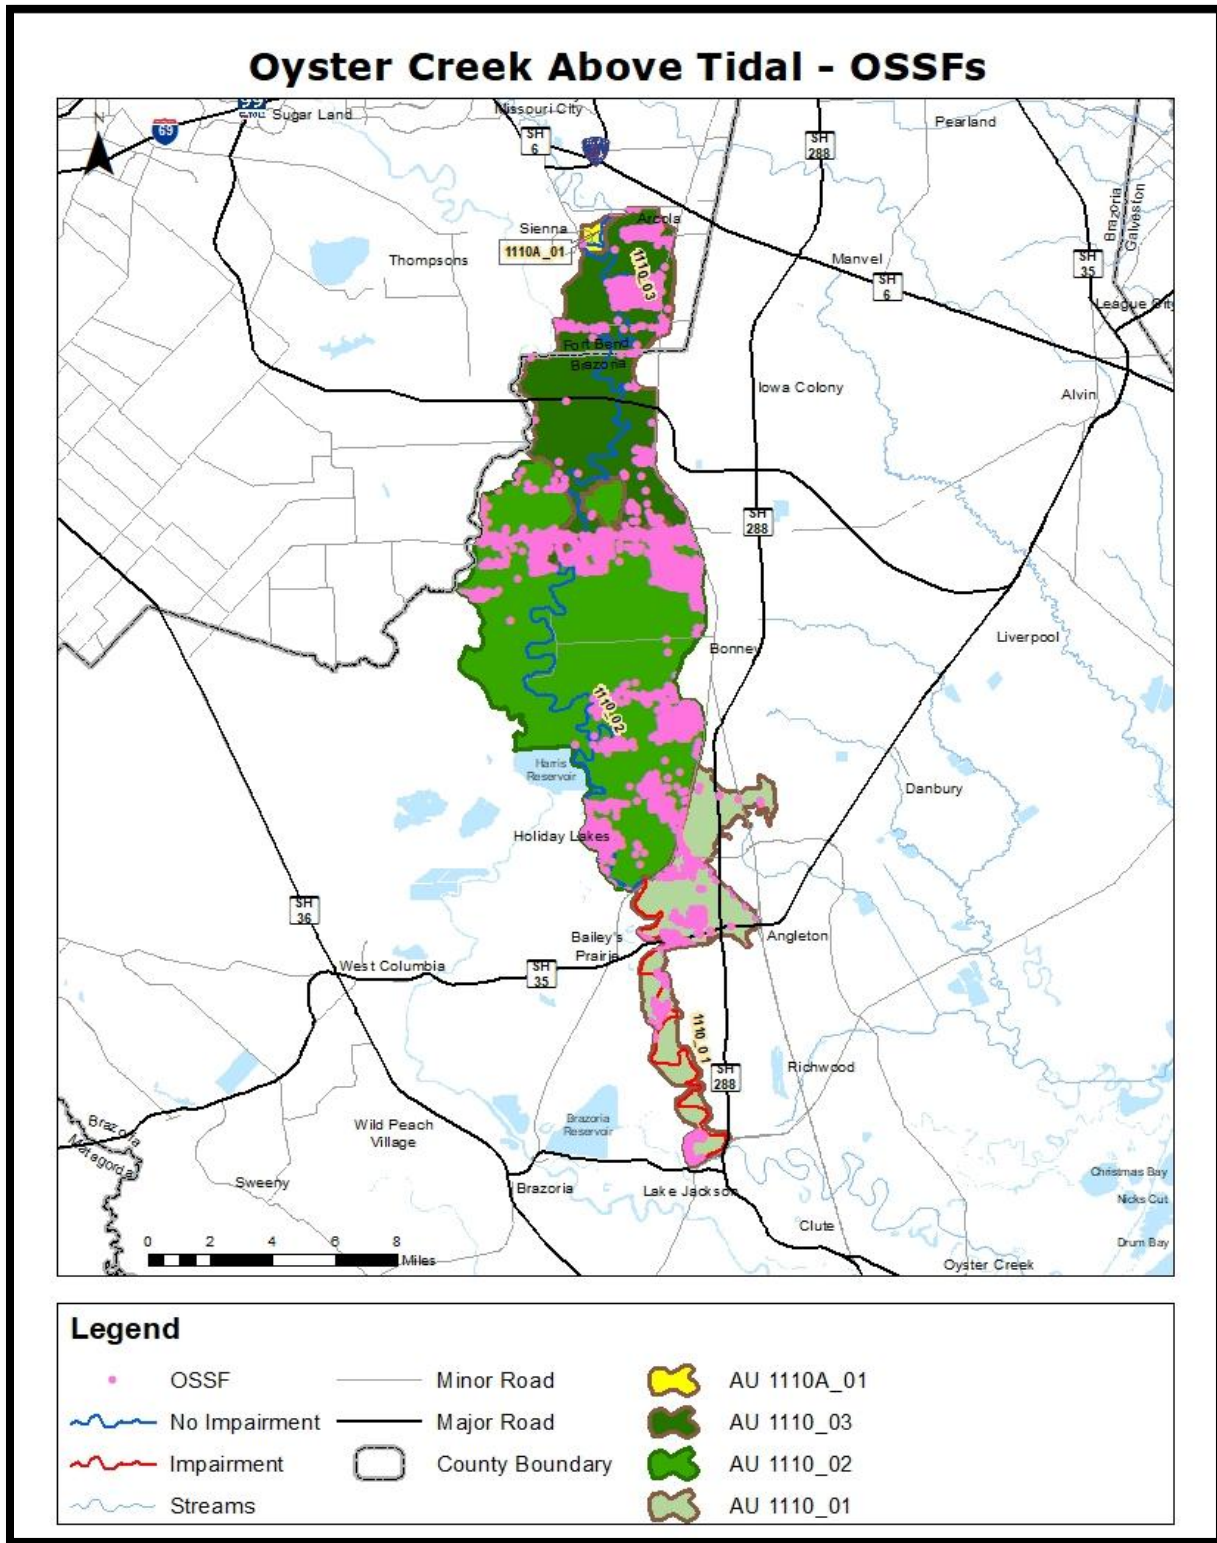 Oyster Creek Above Tidal - OSSFs
N
69
99
Sugar Land
Missouri City
SH
6
SH
288
Pearland
Brazoria
Galveston
Sienna
Arcola
1110A_01
1110_03
Thompsons
Manvel
SH
6
SH
35
League City
Fort Bend
Brazoria
Iowa Colony
Alvin
SH
288
Liverpool
Bonney
1110_02
Harris
Reservoir
Danbury
Holiday Lakes
SH
36
Bailey's
Prairie
Angleton
West Columbia
SH
35
1110_01
SH
288
Richwood
Brazoria
Matagorda
Wild Peach
Village
Brazoria
Reservoir
Sweeny
Brazoria
Lake Jackson
Christmas Bay
Nicks Cut
Clute
Drum Bay
Oyster Creek
0 2 4 6 8
Miles
Legend
OSSF
No Impairment
Impairment
Streams
Minor Road
Major Road
County Boundary
AU 1110A_01
AU 1110_03
AU 1110_02
AU 1110_01